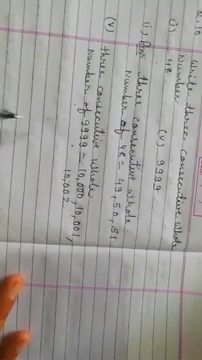 Q.10 Write three consecutive whole
number
(i) 48 (v) 9999
(i) three consecutive whole
number of 48 = 49, 50, 51
(v) three consecutive whole
number of 9999 = 10,000, 10,001,
10,002